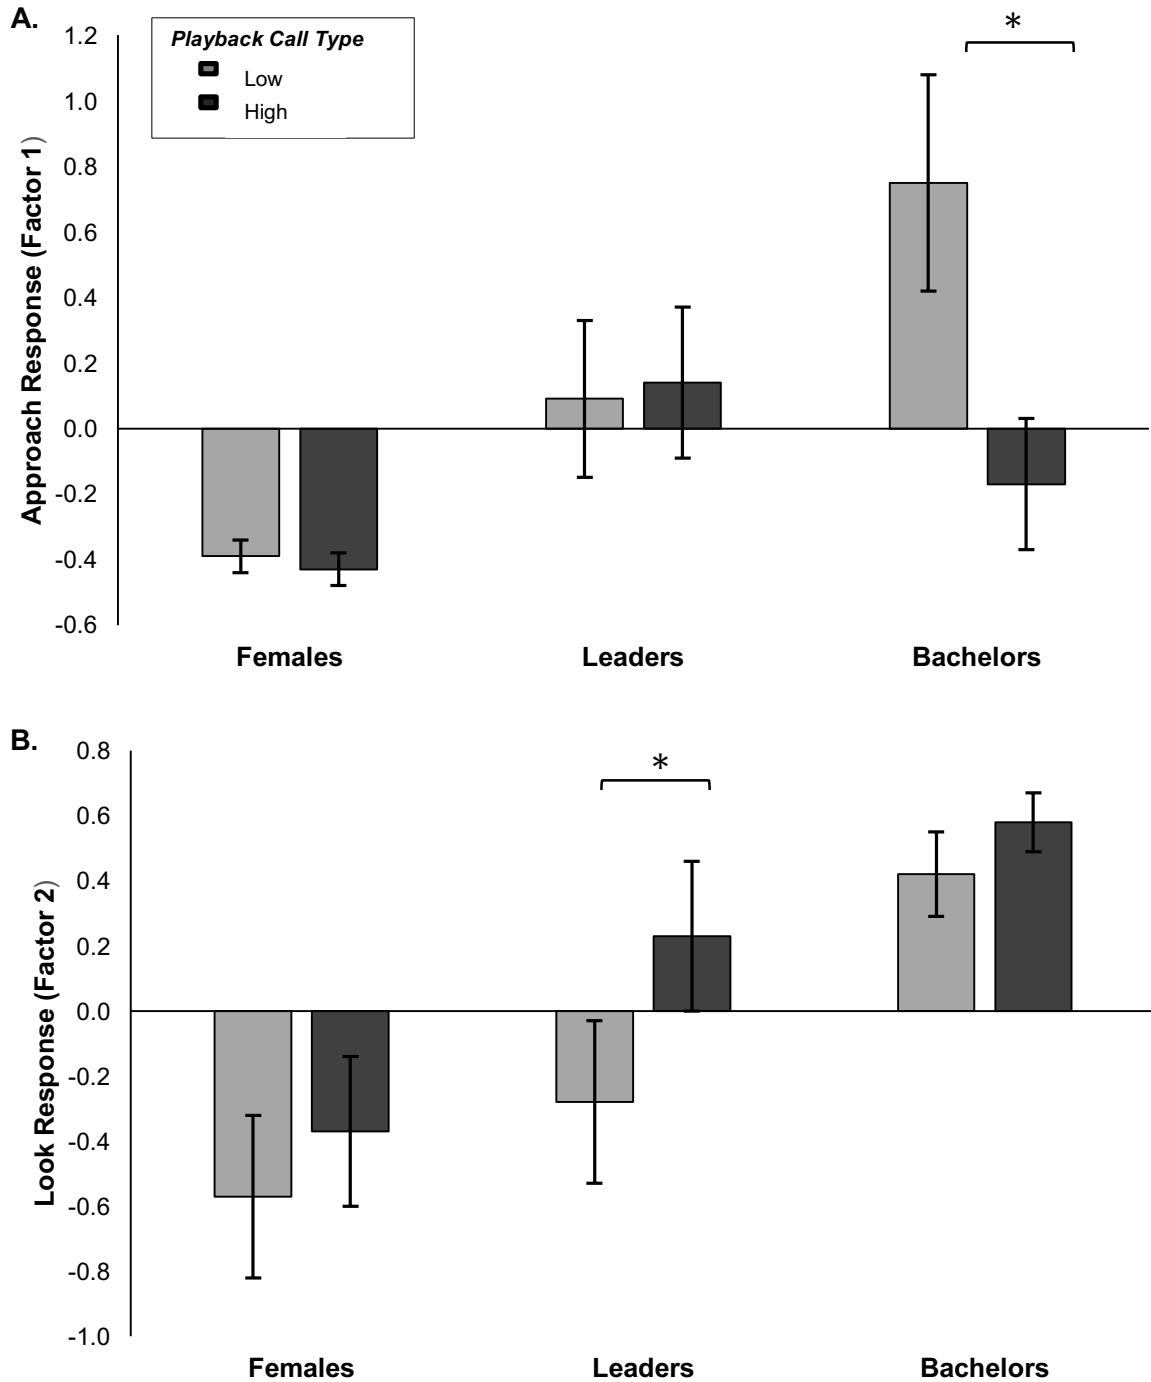 A.
*
1.2
Playback Call Type
Low
High
1.0
0.8
0.6
0.4
0.2
0.0
-0.2
-0.4
-0.6
Approach Response (Factor 1)
Females Leaders Bachelors
B.
*
0.8
0.6
0.4
0.2
0.0
-0.2
-0.4
-0.6
-0.8
-1.0
Look Response (Factor 2)
Females Leaders Bachelors